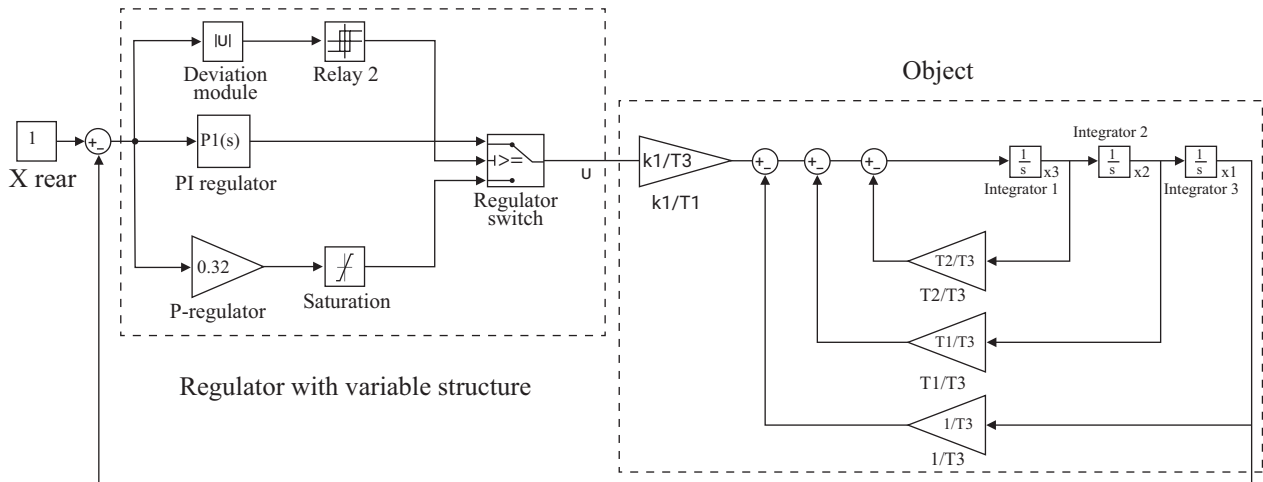 |U|
Deviation
module
Relay 2
1
X rear
+
−
P1(s)
PI regulator
0.32
P-regulator
Saturation
>=
Regulator
switch
U
Regulator with variable structure
Object
k1/T3
k1/T1
+
−
+
−
+
−
1
s
x3
Integrator 1
Integrator 2
1
s
x2
1
s
x1
Integrator 3
T2/T3
T2/T3
T1/T3
T1/T3
1/T3
1/T3